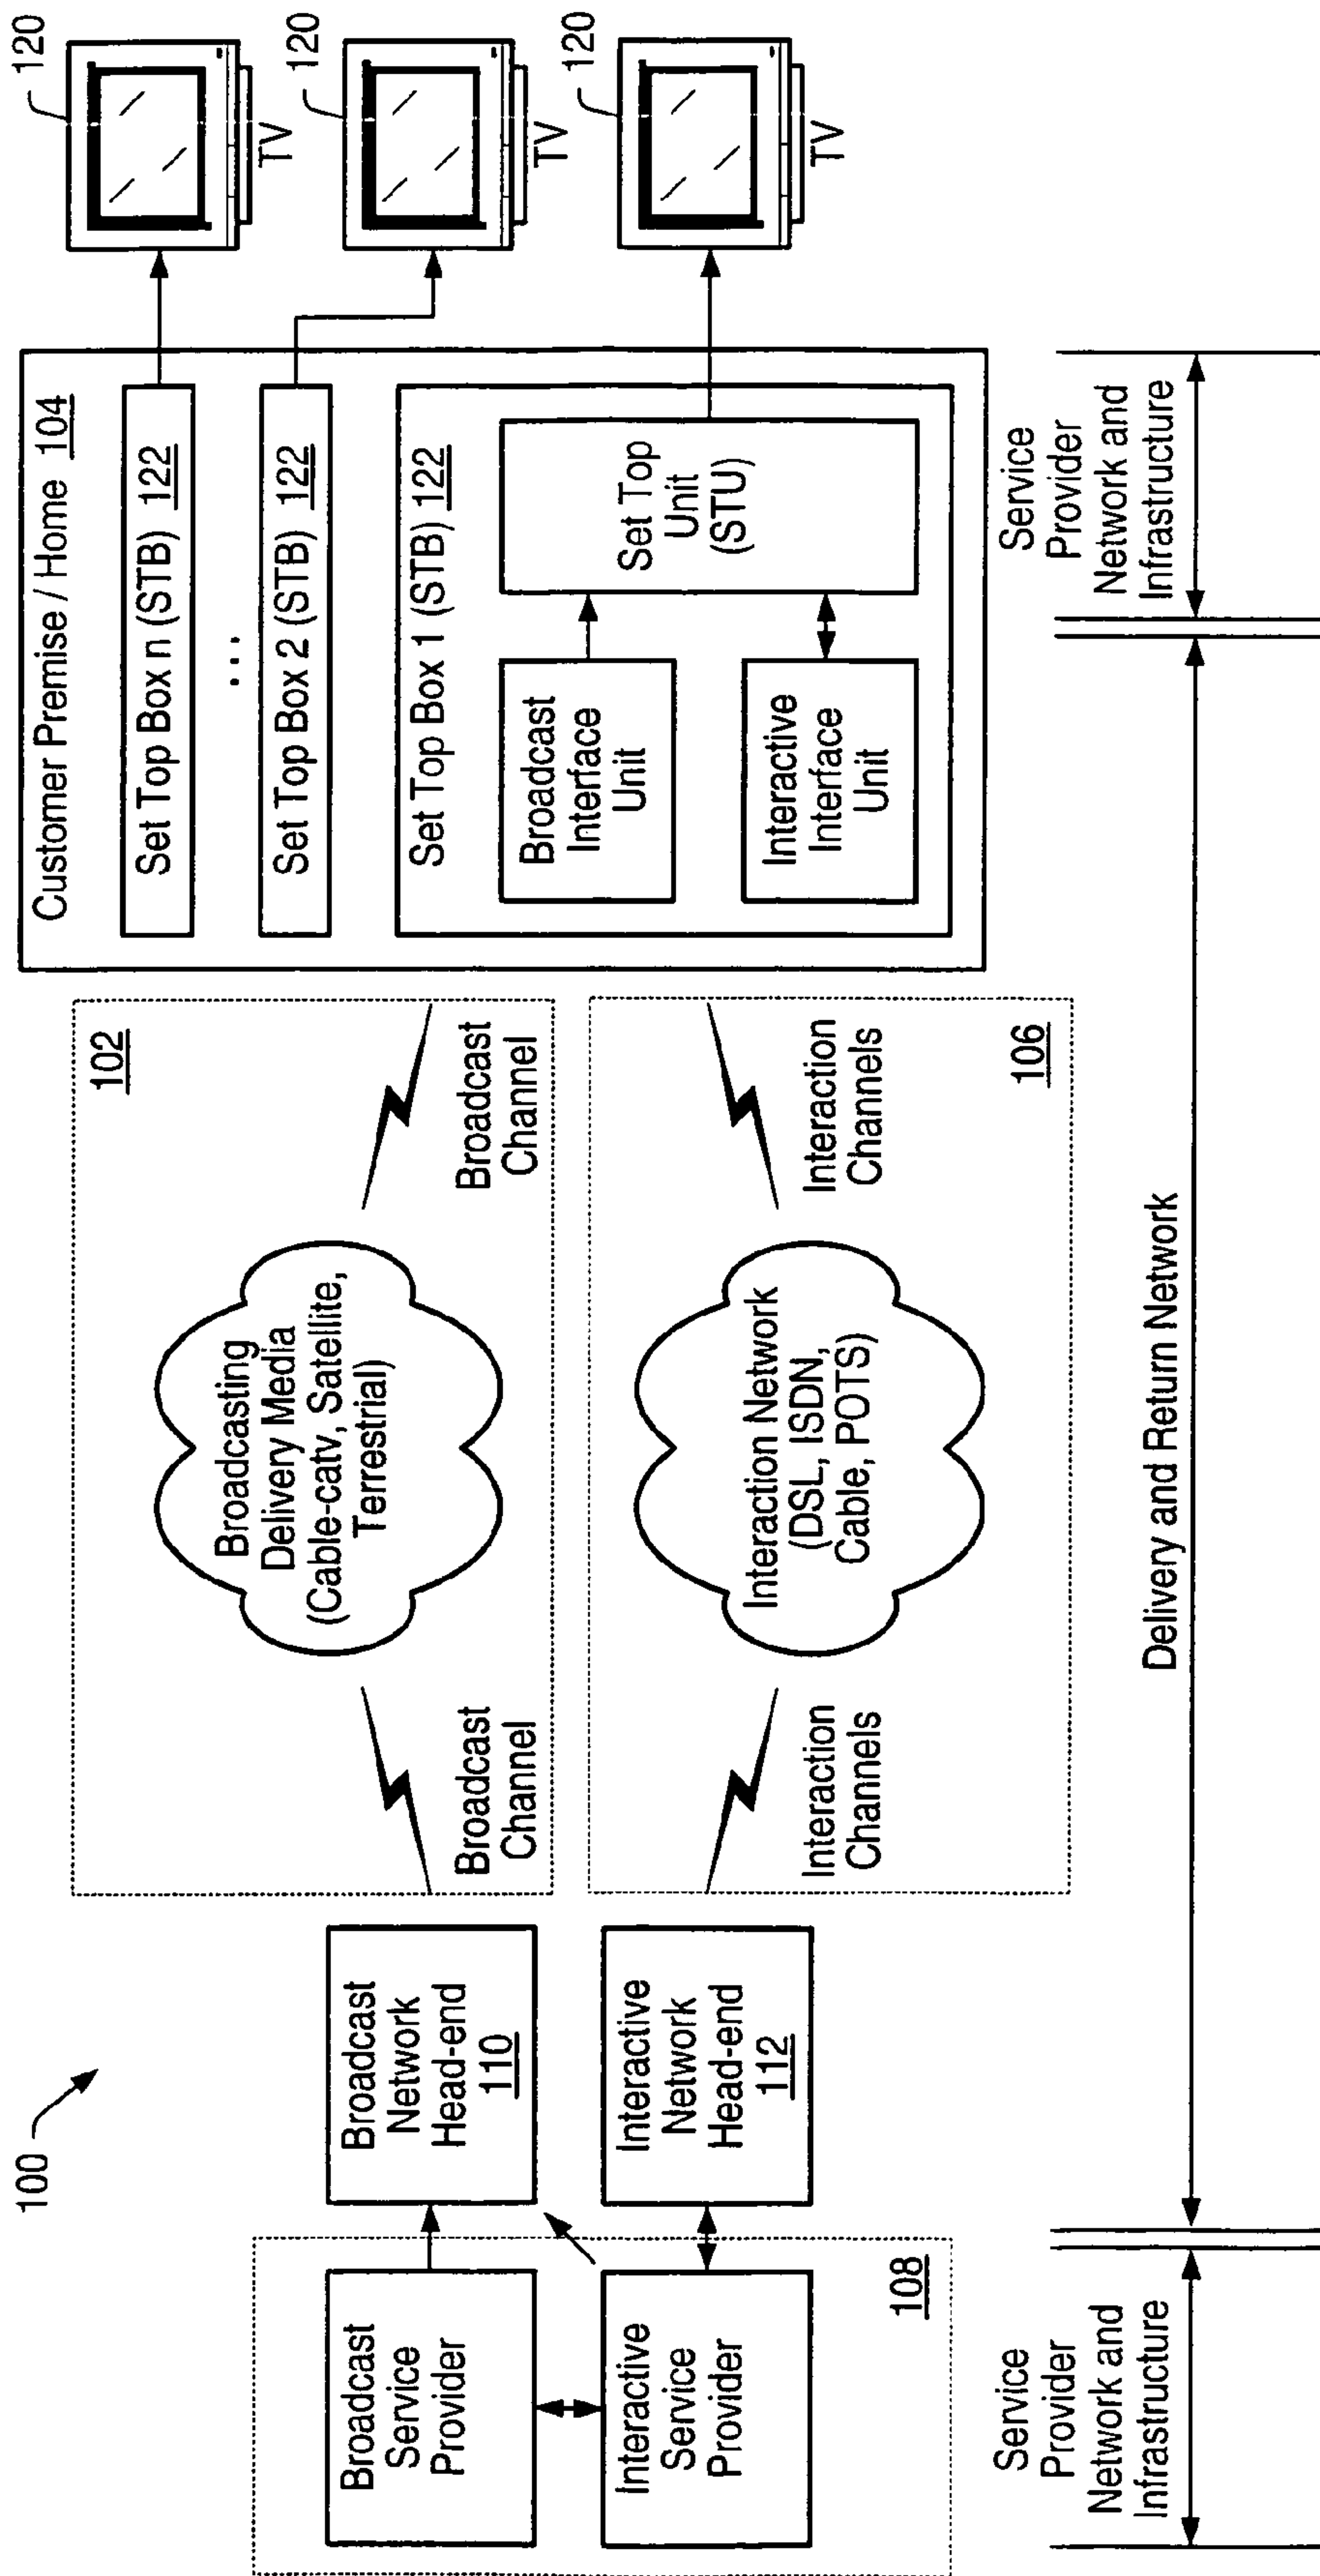 100
108
Broadcast
Service
Provider
Interactive
Service
Provider
Broadcast
Network
Head-end
110
Interactive
Network
Head-end
112
102
Broadcast
Channel
Broadcasting
Delivery Media
(Cable-catv, Satellite,
Terrestrial)
Broadcast
Channel
Interaction
Channels
Interaction Network
(DSL, ISDN,
Cable, POTS)
Interaction
Channels
106
Customer Premise / Home 104
Set Top Box n (STB) 122
...
Set Top Box 2 (STB) 122
Set Top Box 1 (STB) 122
Broadcast
Interface
Unit
Interactive
Interface
Unit
Set Top
Unit
(STU)
120
TV
120
TV
120
TV
Service
Provider
Network and
Infrastructure
Delivery and Return Network
Service
Provider
Network and
Infrastructure